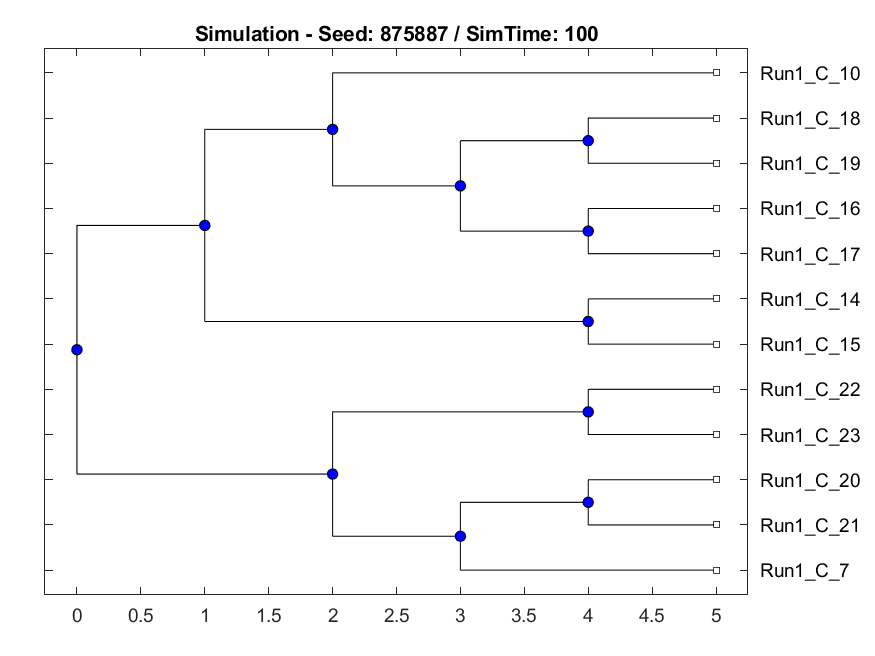 Simulation - Seed: 875887 / SimTime: 100
Run1_C_10
Run1_C_18
Run1_C_19
Run1_C_16
Run1_C_17
Run1_C_14
Run1_C_15
Run1_C_22
Run1_C_23
Run1_C_20
Run1_C_21
Run1_C_7
0 0.5 1 1.5 2 2.5 3 3.5 4 4.5 5